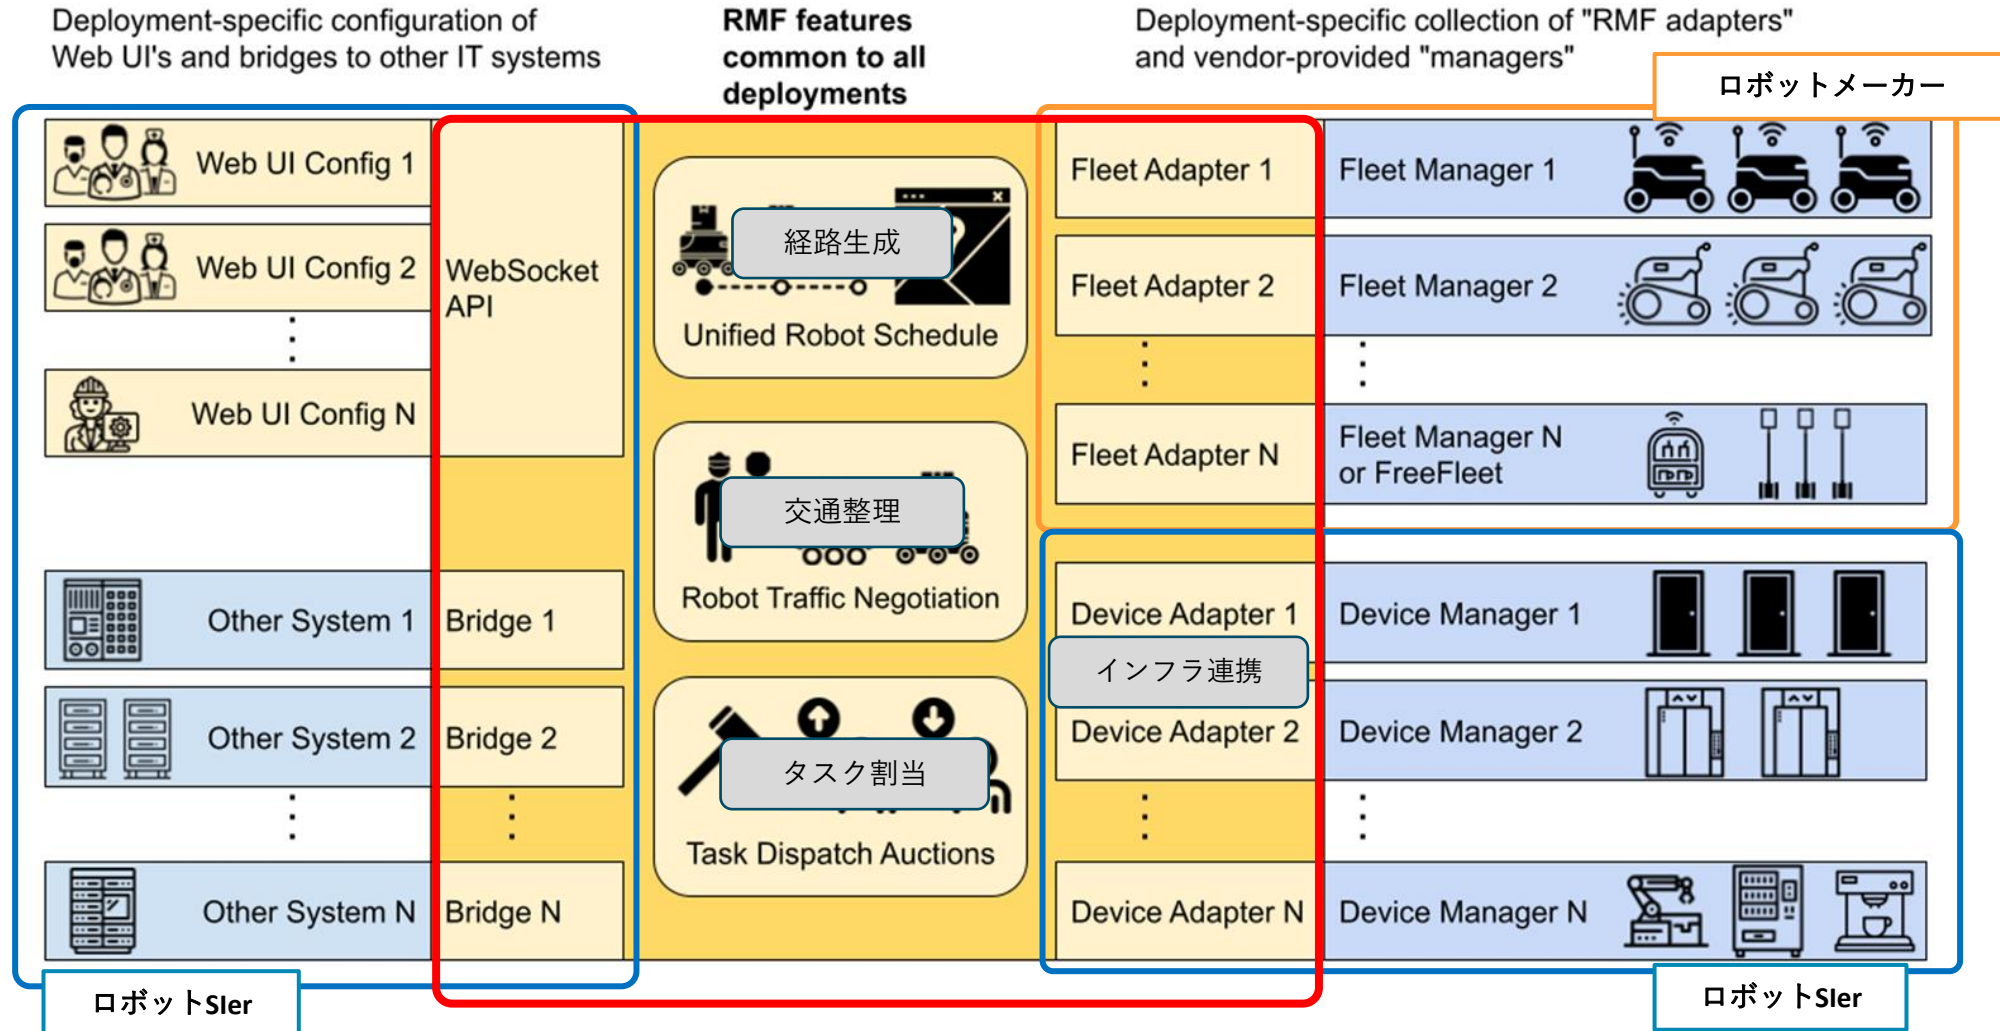 Deployment-specific configuration of
Web UI's and bridges to other IT systems
RMF features
common to all
deployments
Deployment-specific collection of "RMF adapters"
and vendor-provided "managers"
ロボットメーカー
Web UI Config 1
Web UI Config 2
Web UI Config N
WebSocket
API
Other System 1
Bridge 1
Other System 2
Bridge 2
Other System N
Bridge N
ロボットSIer
経路生成
Unified Robot Schedule
交通整理
Robot Traffic Negotiation
タスク割当
Task Dispatch Auctions
Fleet Adapter 1
Fleet Manager 1
Fleet Adapter 2
Fleet Manager 2
Fleet Adapter N
Fleet Manager N
or FreeFleet
Device Adapter 1
Device Manager 1
インフラ連携
Device Adapter 2
Device Manager 2
Device Adapter N
Device Manager N
ロボットSIer